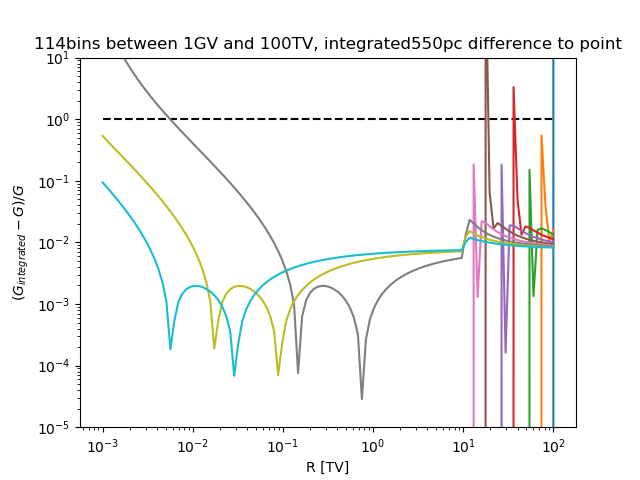 114bins between 1GV and 100TV, integrated550pc difference to point
10¹
10⁰
10⁻¹
10⁻²
10⁻³
10⁻⁴
10⁻⁵
(G_integrated − G)/G
10⁻³ 10⁻² 10⁻¹ 10⁰ 10¹ 10²
R [TV]